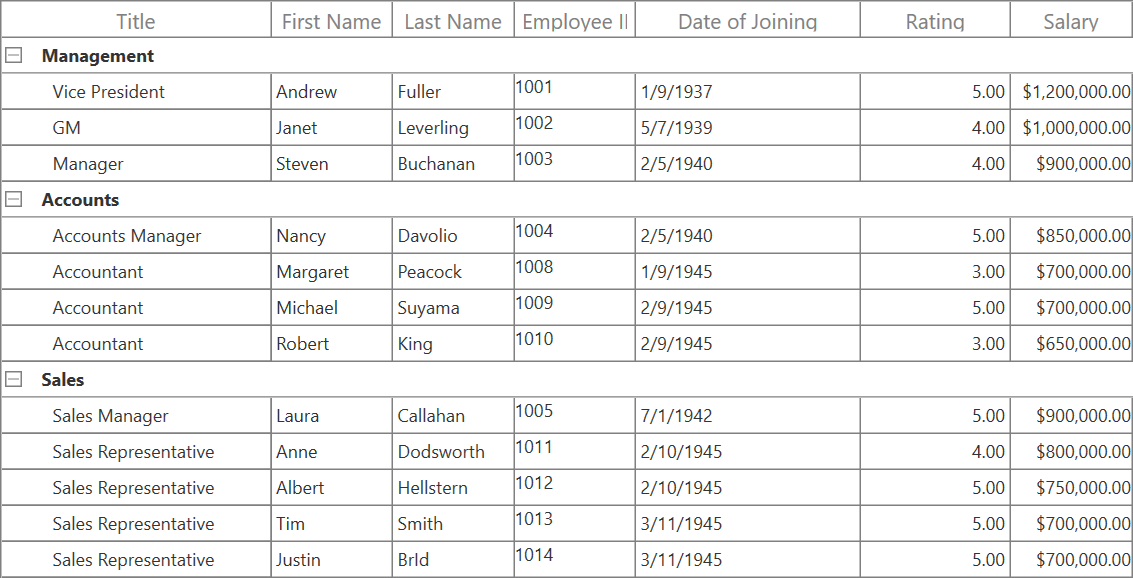 Title First Name Last Name Employee II Date of Joining Rating Salary
Management
Vice President Andrew Fuller 1001 1/9/1937 5.00 $1,200,000.00
GM Janet Leverling 1002 5/7/1939 4.00 $1,000,000.00
Manager Steven Buchanan 1003 2/5/1940 4.00 $900,000.00
Accounts
Accounts Manager Nancy Davolio 1004 2/5/1940 5.00 $850,000.00
Accountant Margaret Peacock 1008 1/9/1945 3.00 $700,000.00
Accountant Michael Suyama 1009 2/9/1945 5.00 $700,000.00
Accountant Robert King 1010 2/9/1945 3.00 $650,000.00
Sales
Sales Manager Laura Callahan 1005 7/1/1942 5.00 $900,000.00
Sales Representative Anne Dodsworth 1011 2/10/1945 4.00 $800,000.00
Sales Representative Albert Hellstern 1012 2/10/1945 5.00 $750,000.00
Sales Representative Tim Smith 1013 3/11/1945 5.00 $700,000.00
Sales Representative Justin Brld 1014 3/11/1945 5.00 $700,000.00